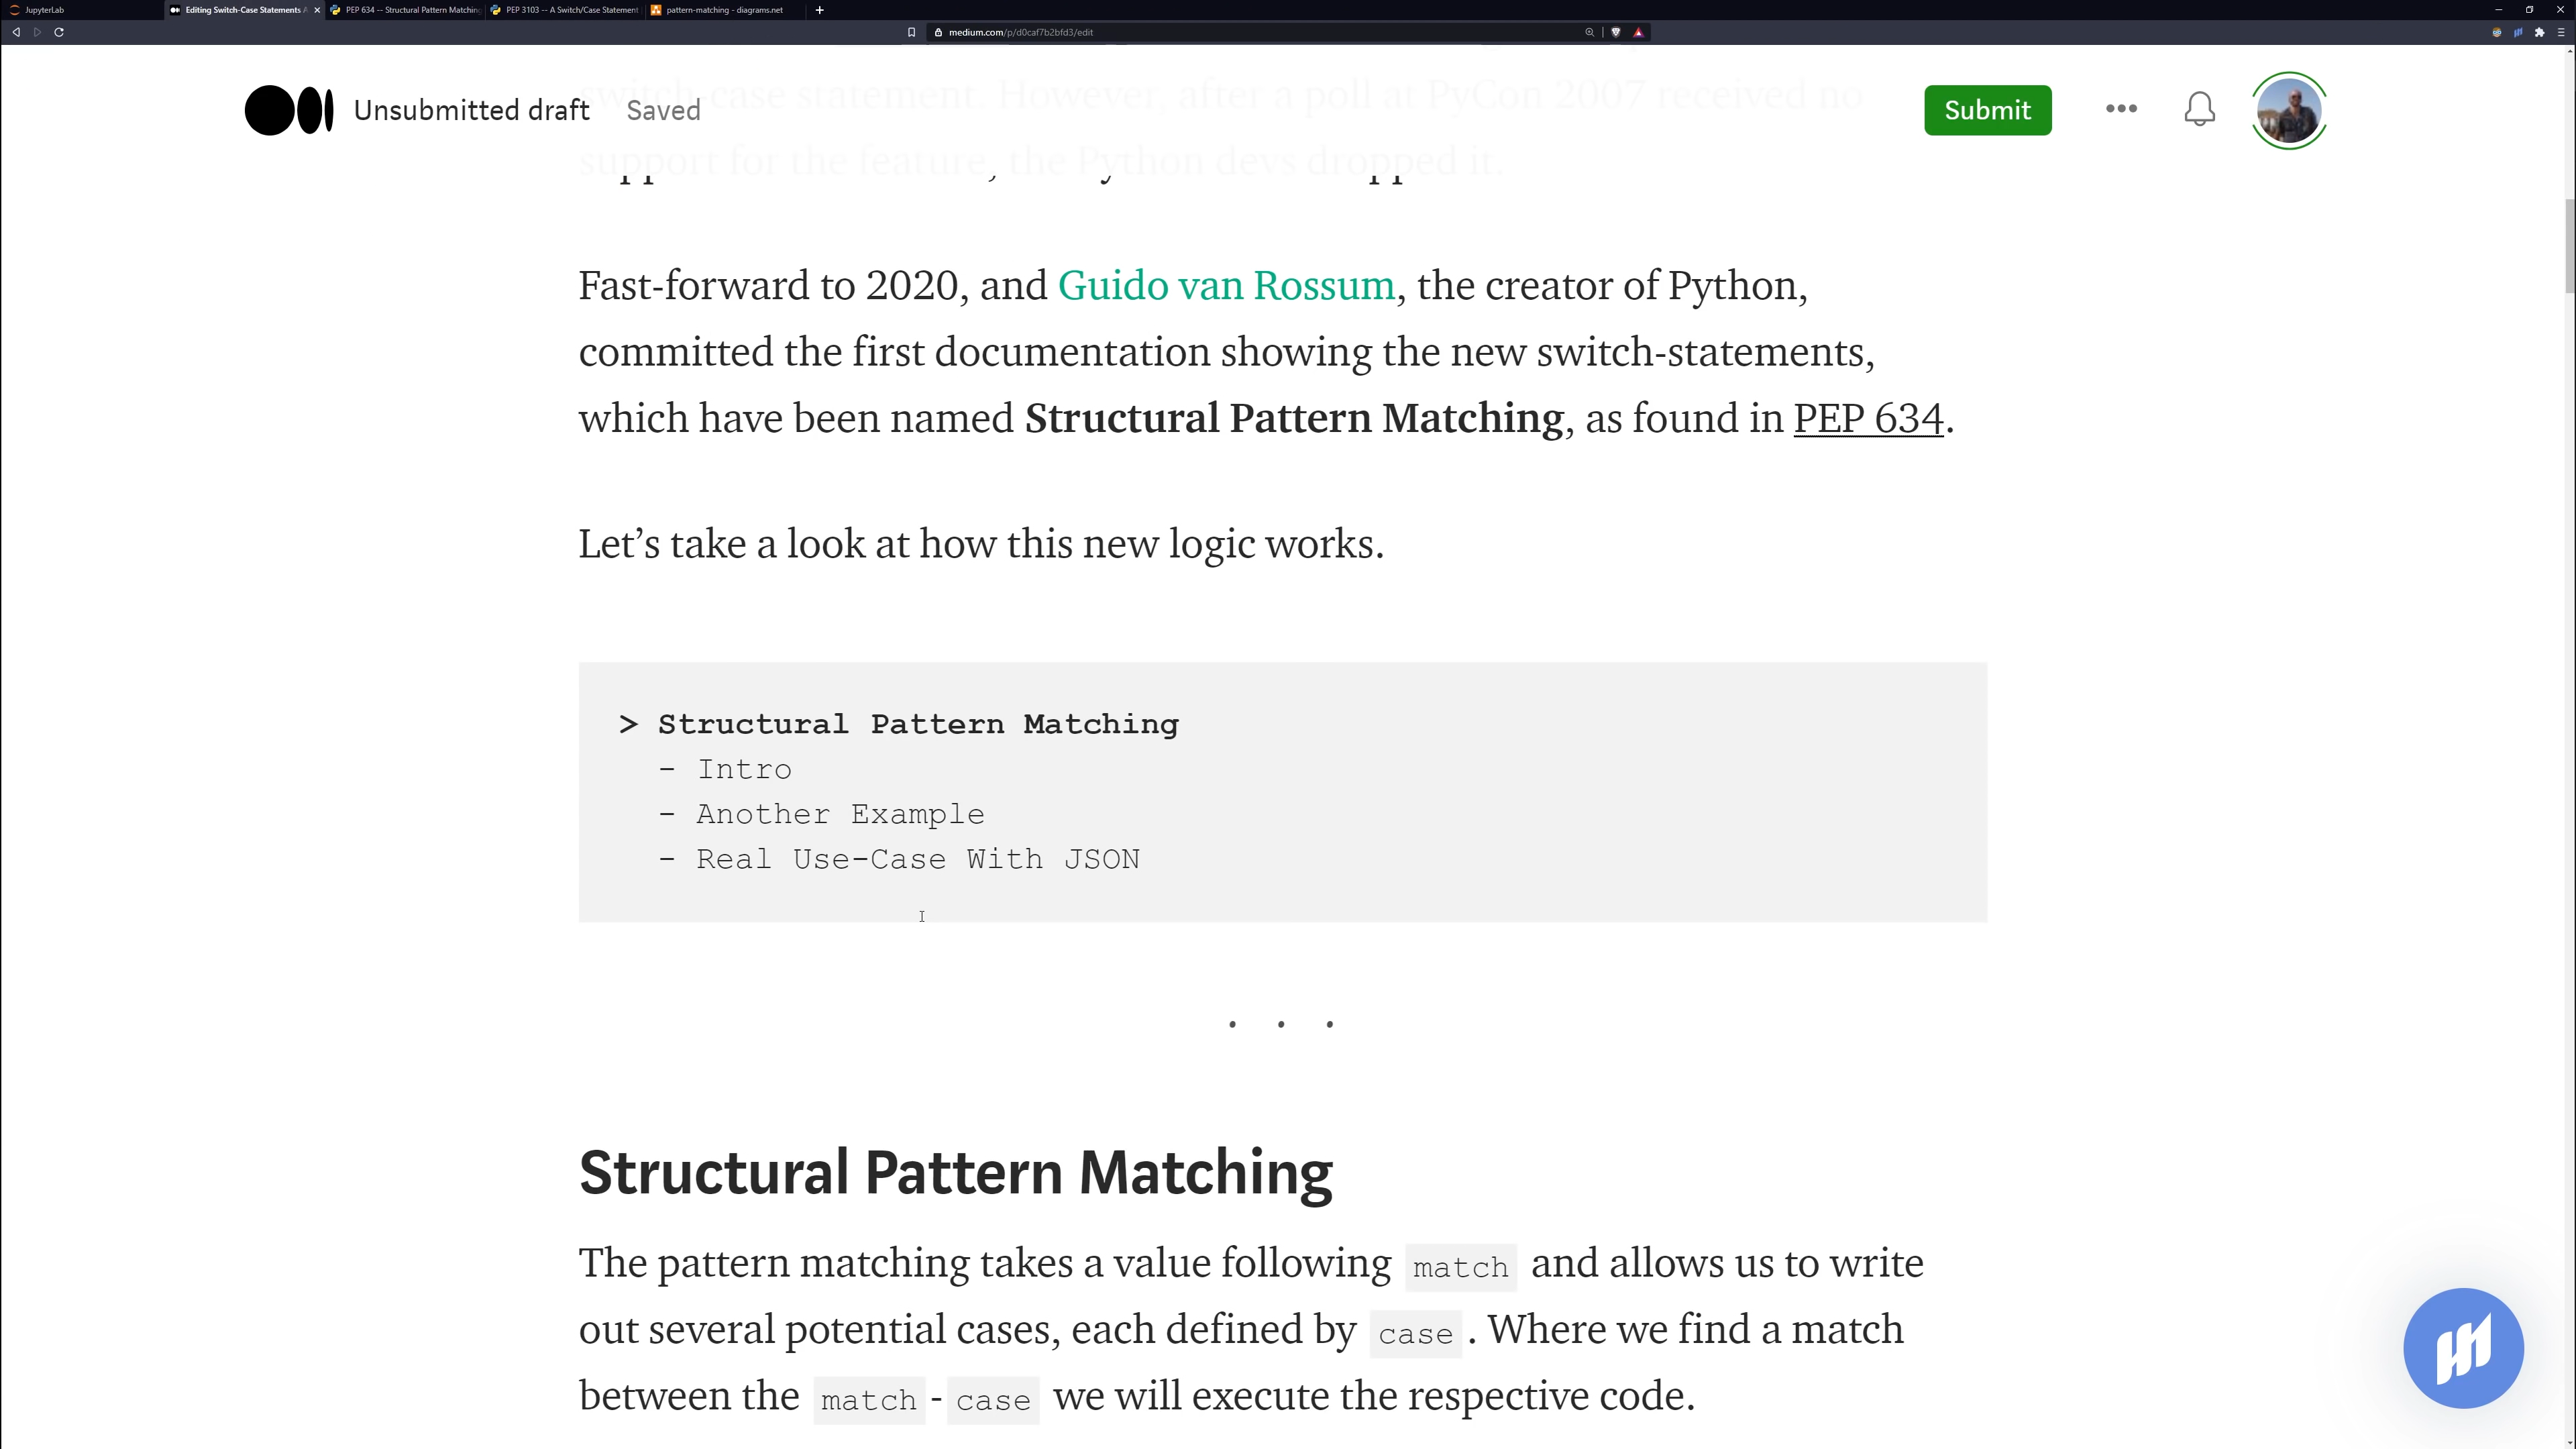 JupyterLab
Editing Switch-Case Statements A
PEP 634 -- Structural Pattern Matching
PEP 3103 -- A Switch/Case Statement
pattern-matching - diagrams.net
medium.com/p/d0caf7b2bfd3/edit
Unsubmitted draft Saved
Submit
switch-case statement. However, after a poll at PyCon 2007 received no
support for the feature, the Python devs dropped it.
Fast-forward to 2020, and Guido van Rossum, the creator of Python,
committed the first documentation showing the new switch-statements,
which have been named Structural Pattern Matching, as found in PEP 634.
Let’s take a look at how this new logic works.
> Structural Pattern Matching
- Intro
- Another Example
- Real Use-Case With JSON
. . .
Structural Pattern Matching
The pattern matching takes a value following match and allows us to write
out several potential cases, each defined by case . Where we find a match
between the match - case we will execute the respective code.